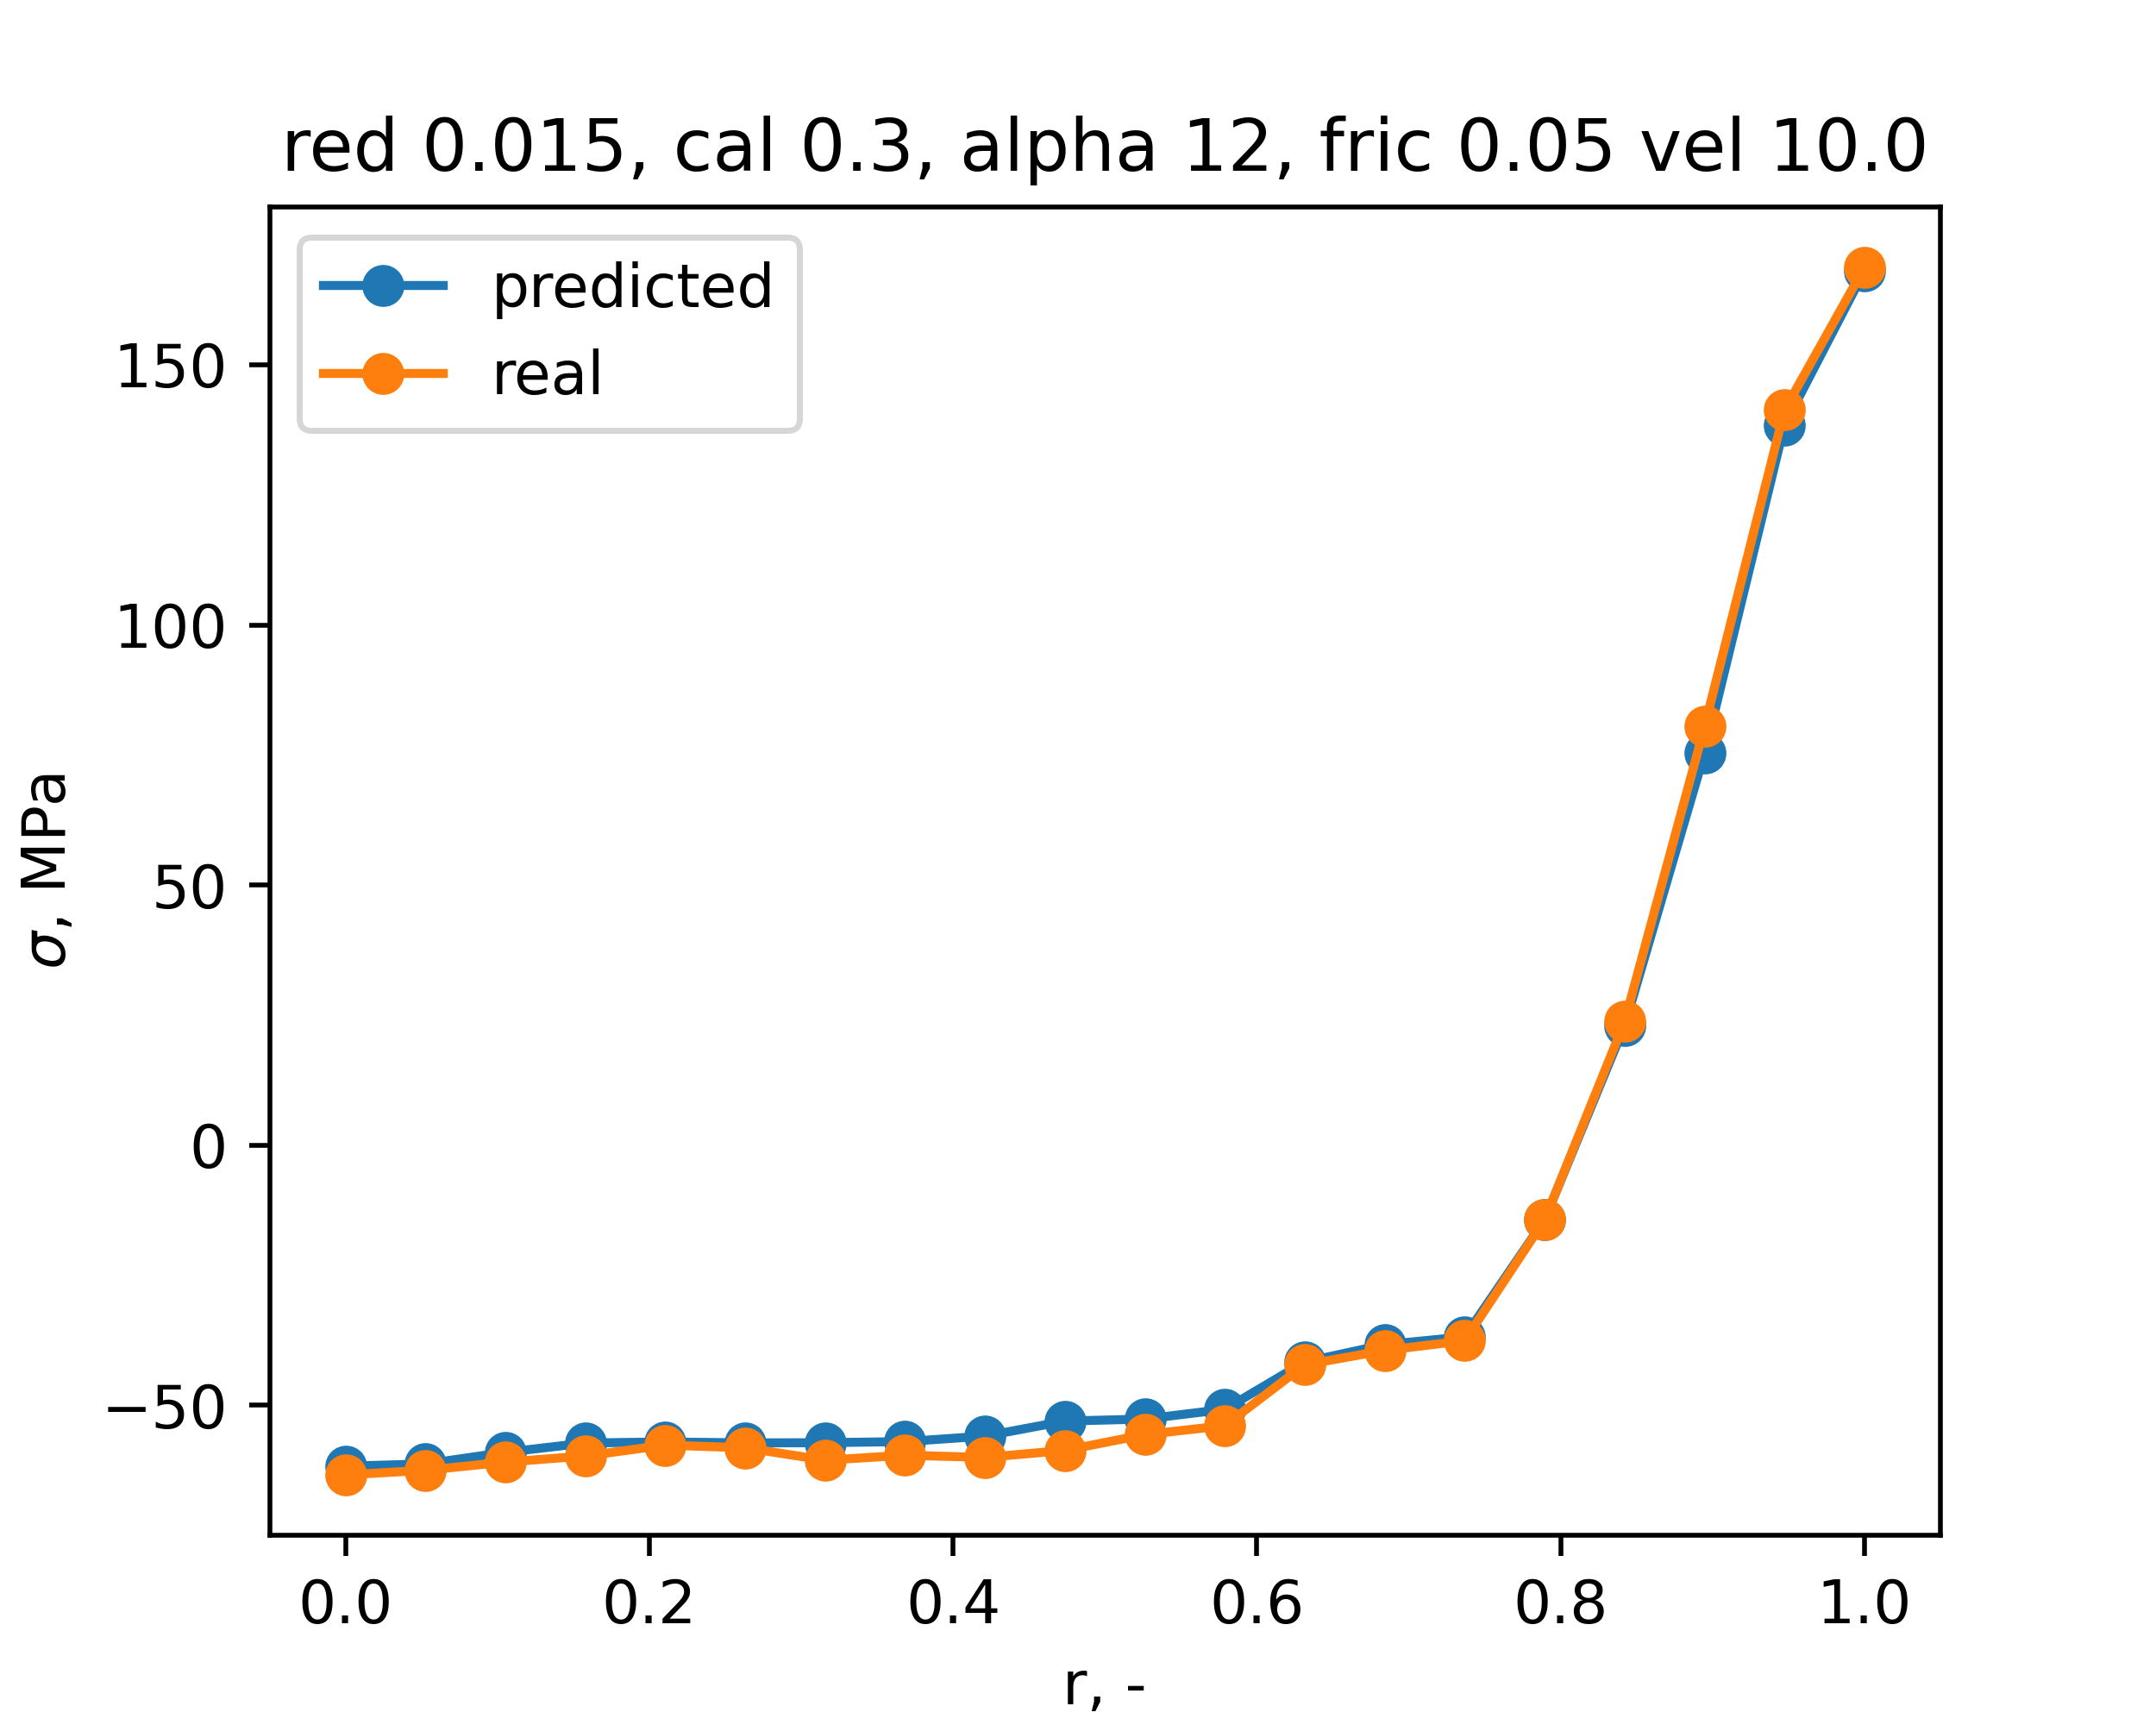 red 0.015, cal 0.3, alpha 12, fric 0.05 vel 10.0
predicted
real
150
100
50
0
−50
σ, MPa
0.0 0.2 0.4 0.6 0.8 1.0
r, -